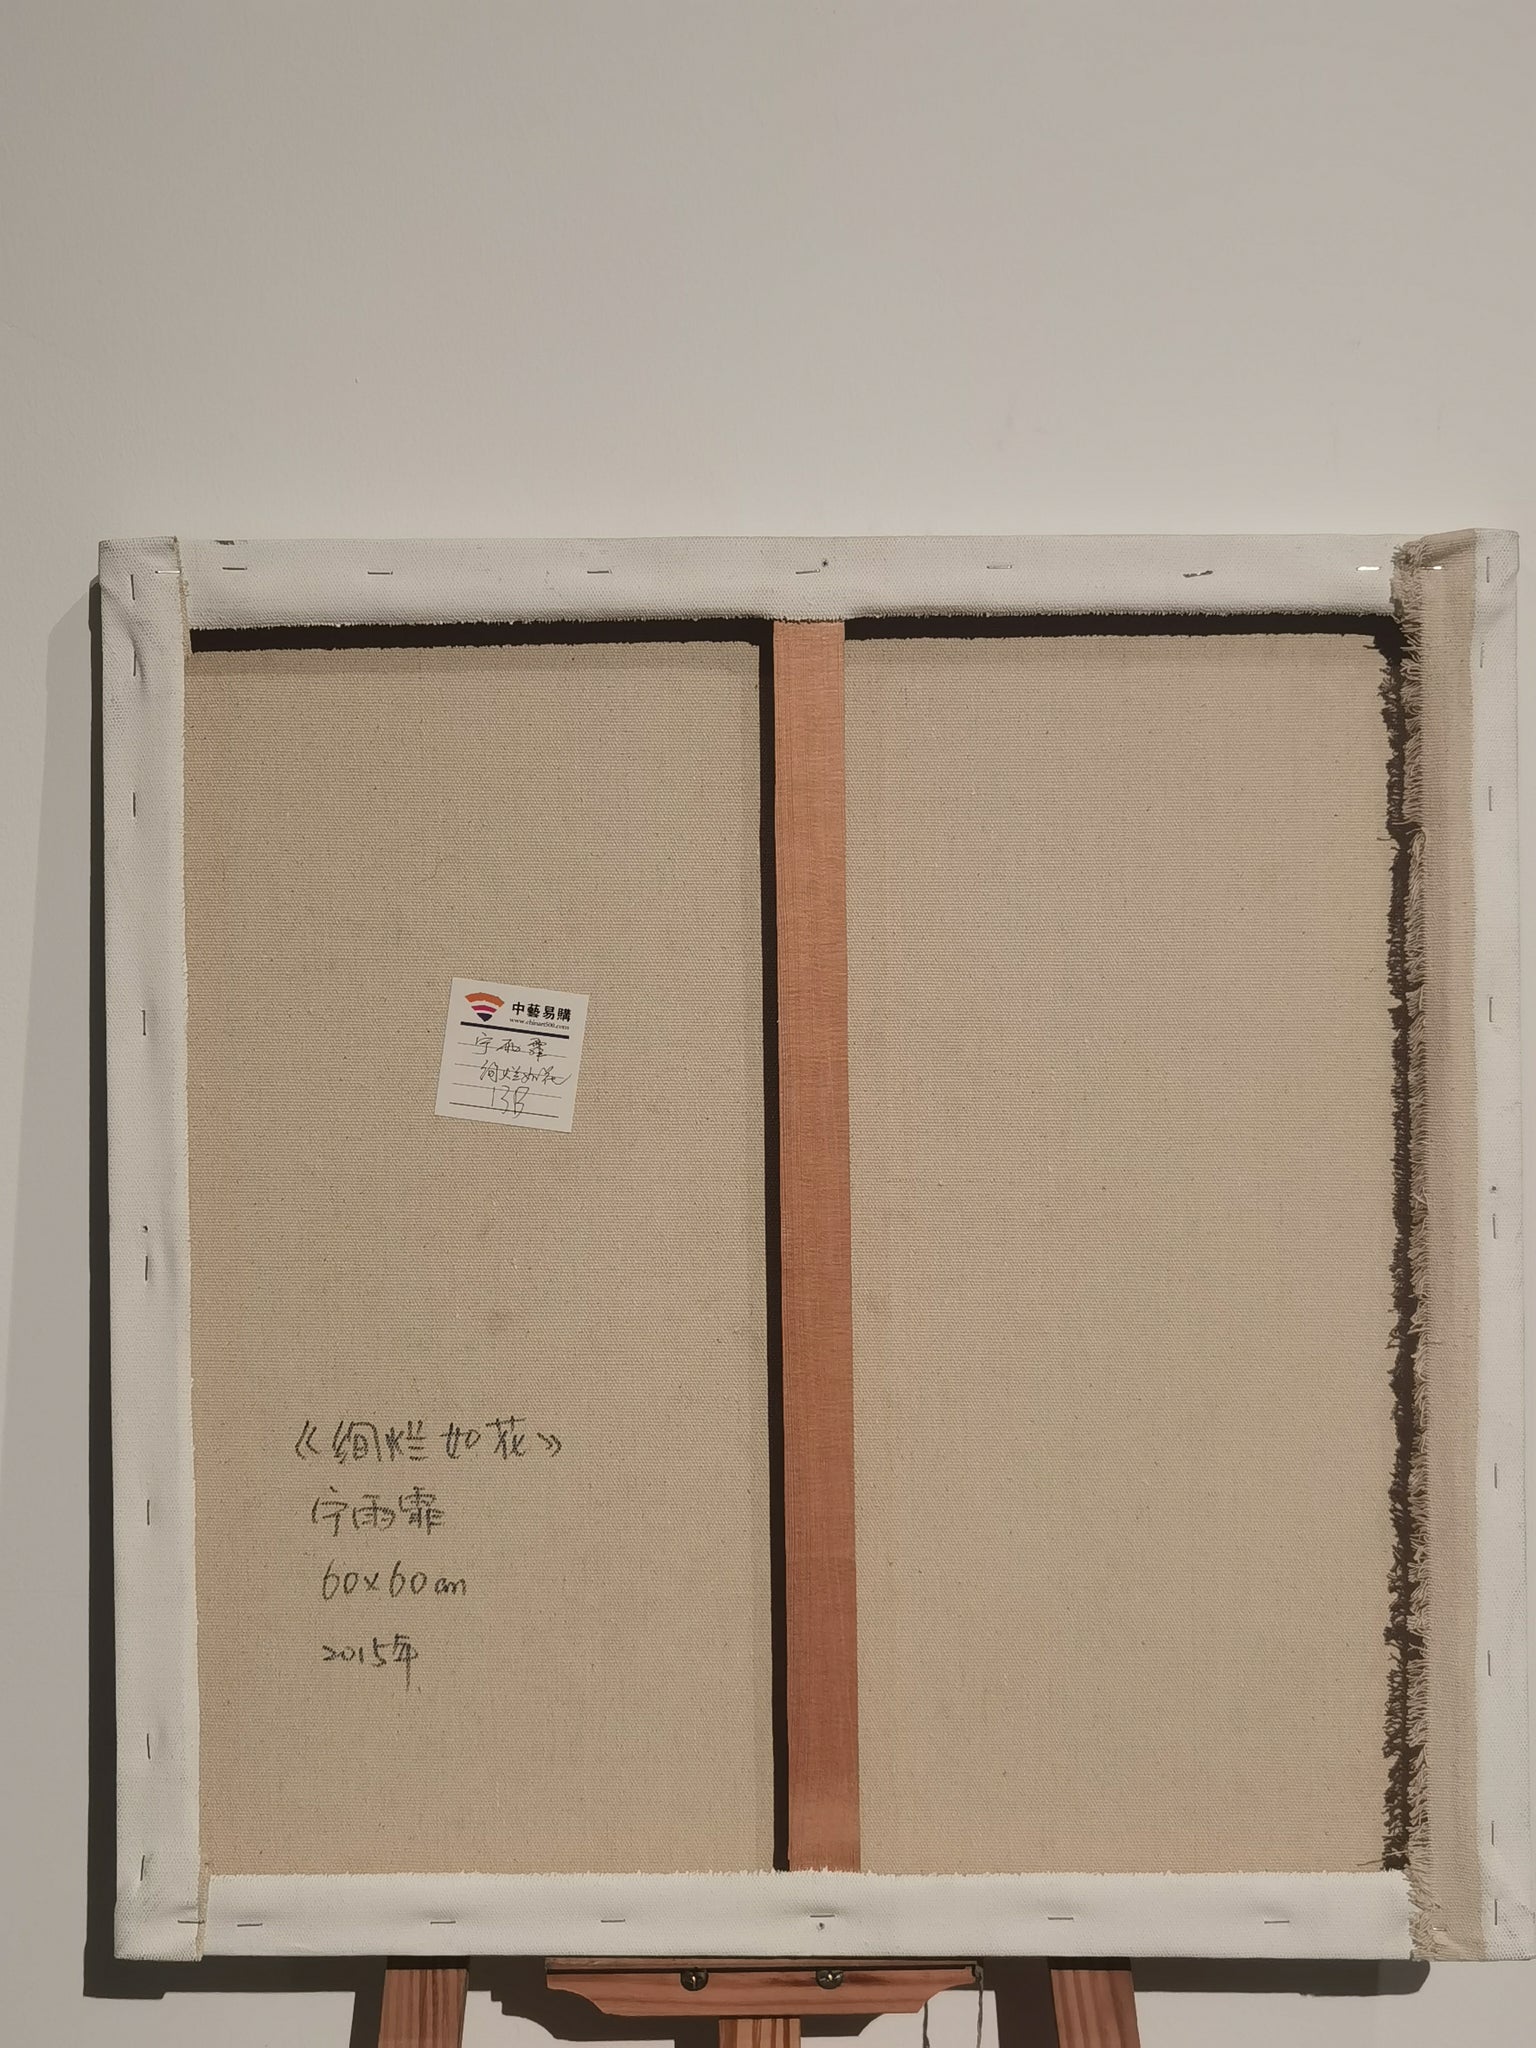 中藝易購
www.chinart500.com
宁雨霏
绚烂如花
13B
《绚烂如花》
宁雨霏
60×60cm
2015年